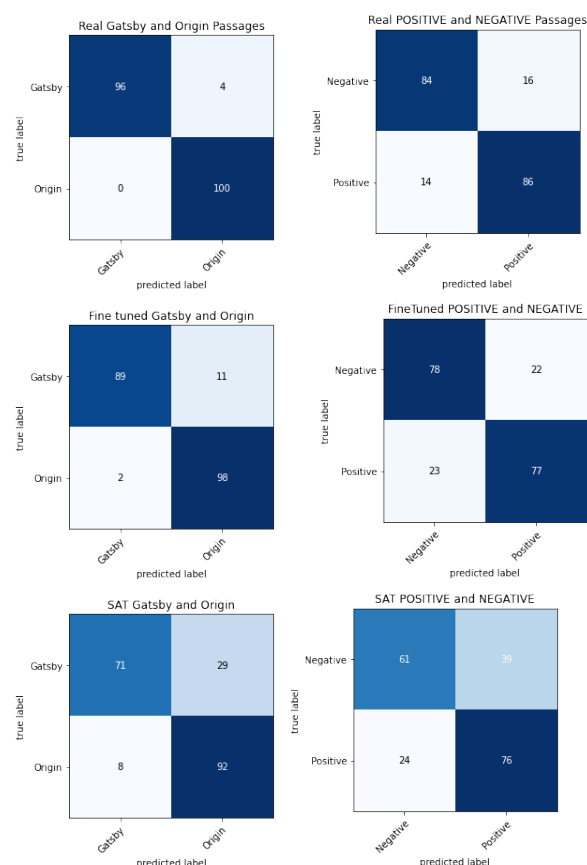 Real Gatsby and Origin Passages
true label
Gatsby
96
4
Origin
0
100
Gatsby
Origin
predicted label
Real POSITIVE and NEGATIVE Passages
true label
Negative
84
16
Positive
14
86
Negative
Positive
predicted label
Fine tuned Gatsby and Origin
true label
Gatsby
89
11
Origin
2
98
Gatsby
Origin
predicted label
FineTuned POSITIVE and NEGATIVE
true label
Negative
78
22
Positive
23
77
Negative
Positive
predicted label
SAT Gatsby and Origin
true label
Gatsby
71
29
Origin
8
92
Gatsby
Origin
predicted label
SAT POSITIVE and NEGATIVE
true label
Negative
61
39
Positive
24
76
Negative
Positive
predicted label